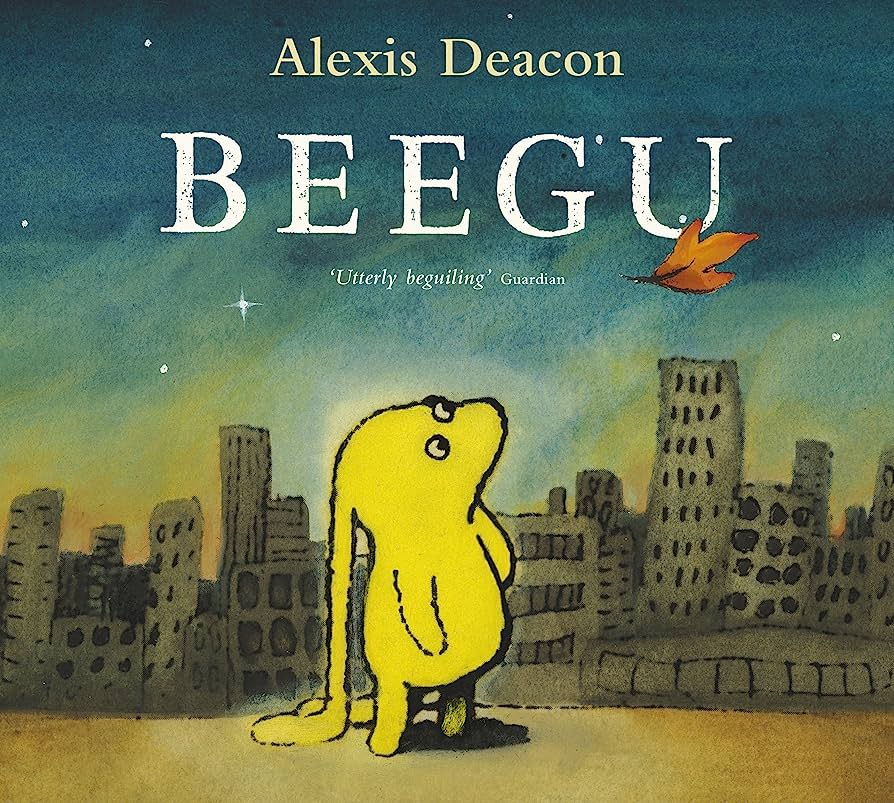 Alexis Deacon
BEEGU
‘Utterly beguiling’ Guardian